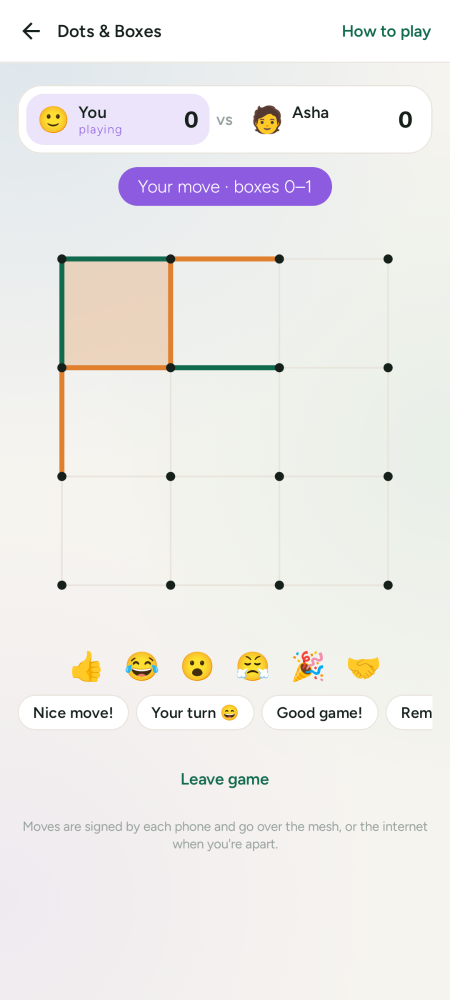 Dots & Boxes
How to play
You
playing
0
vs
Asha
0
Your move · boxes 0–1
Nice move!
Your turn 😄
Good game!
Rem
Leave game
Moves are signed by each phone and go over the mesh, or the internet
when you're apart.